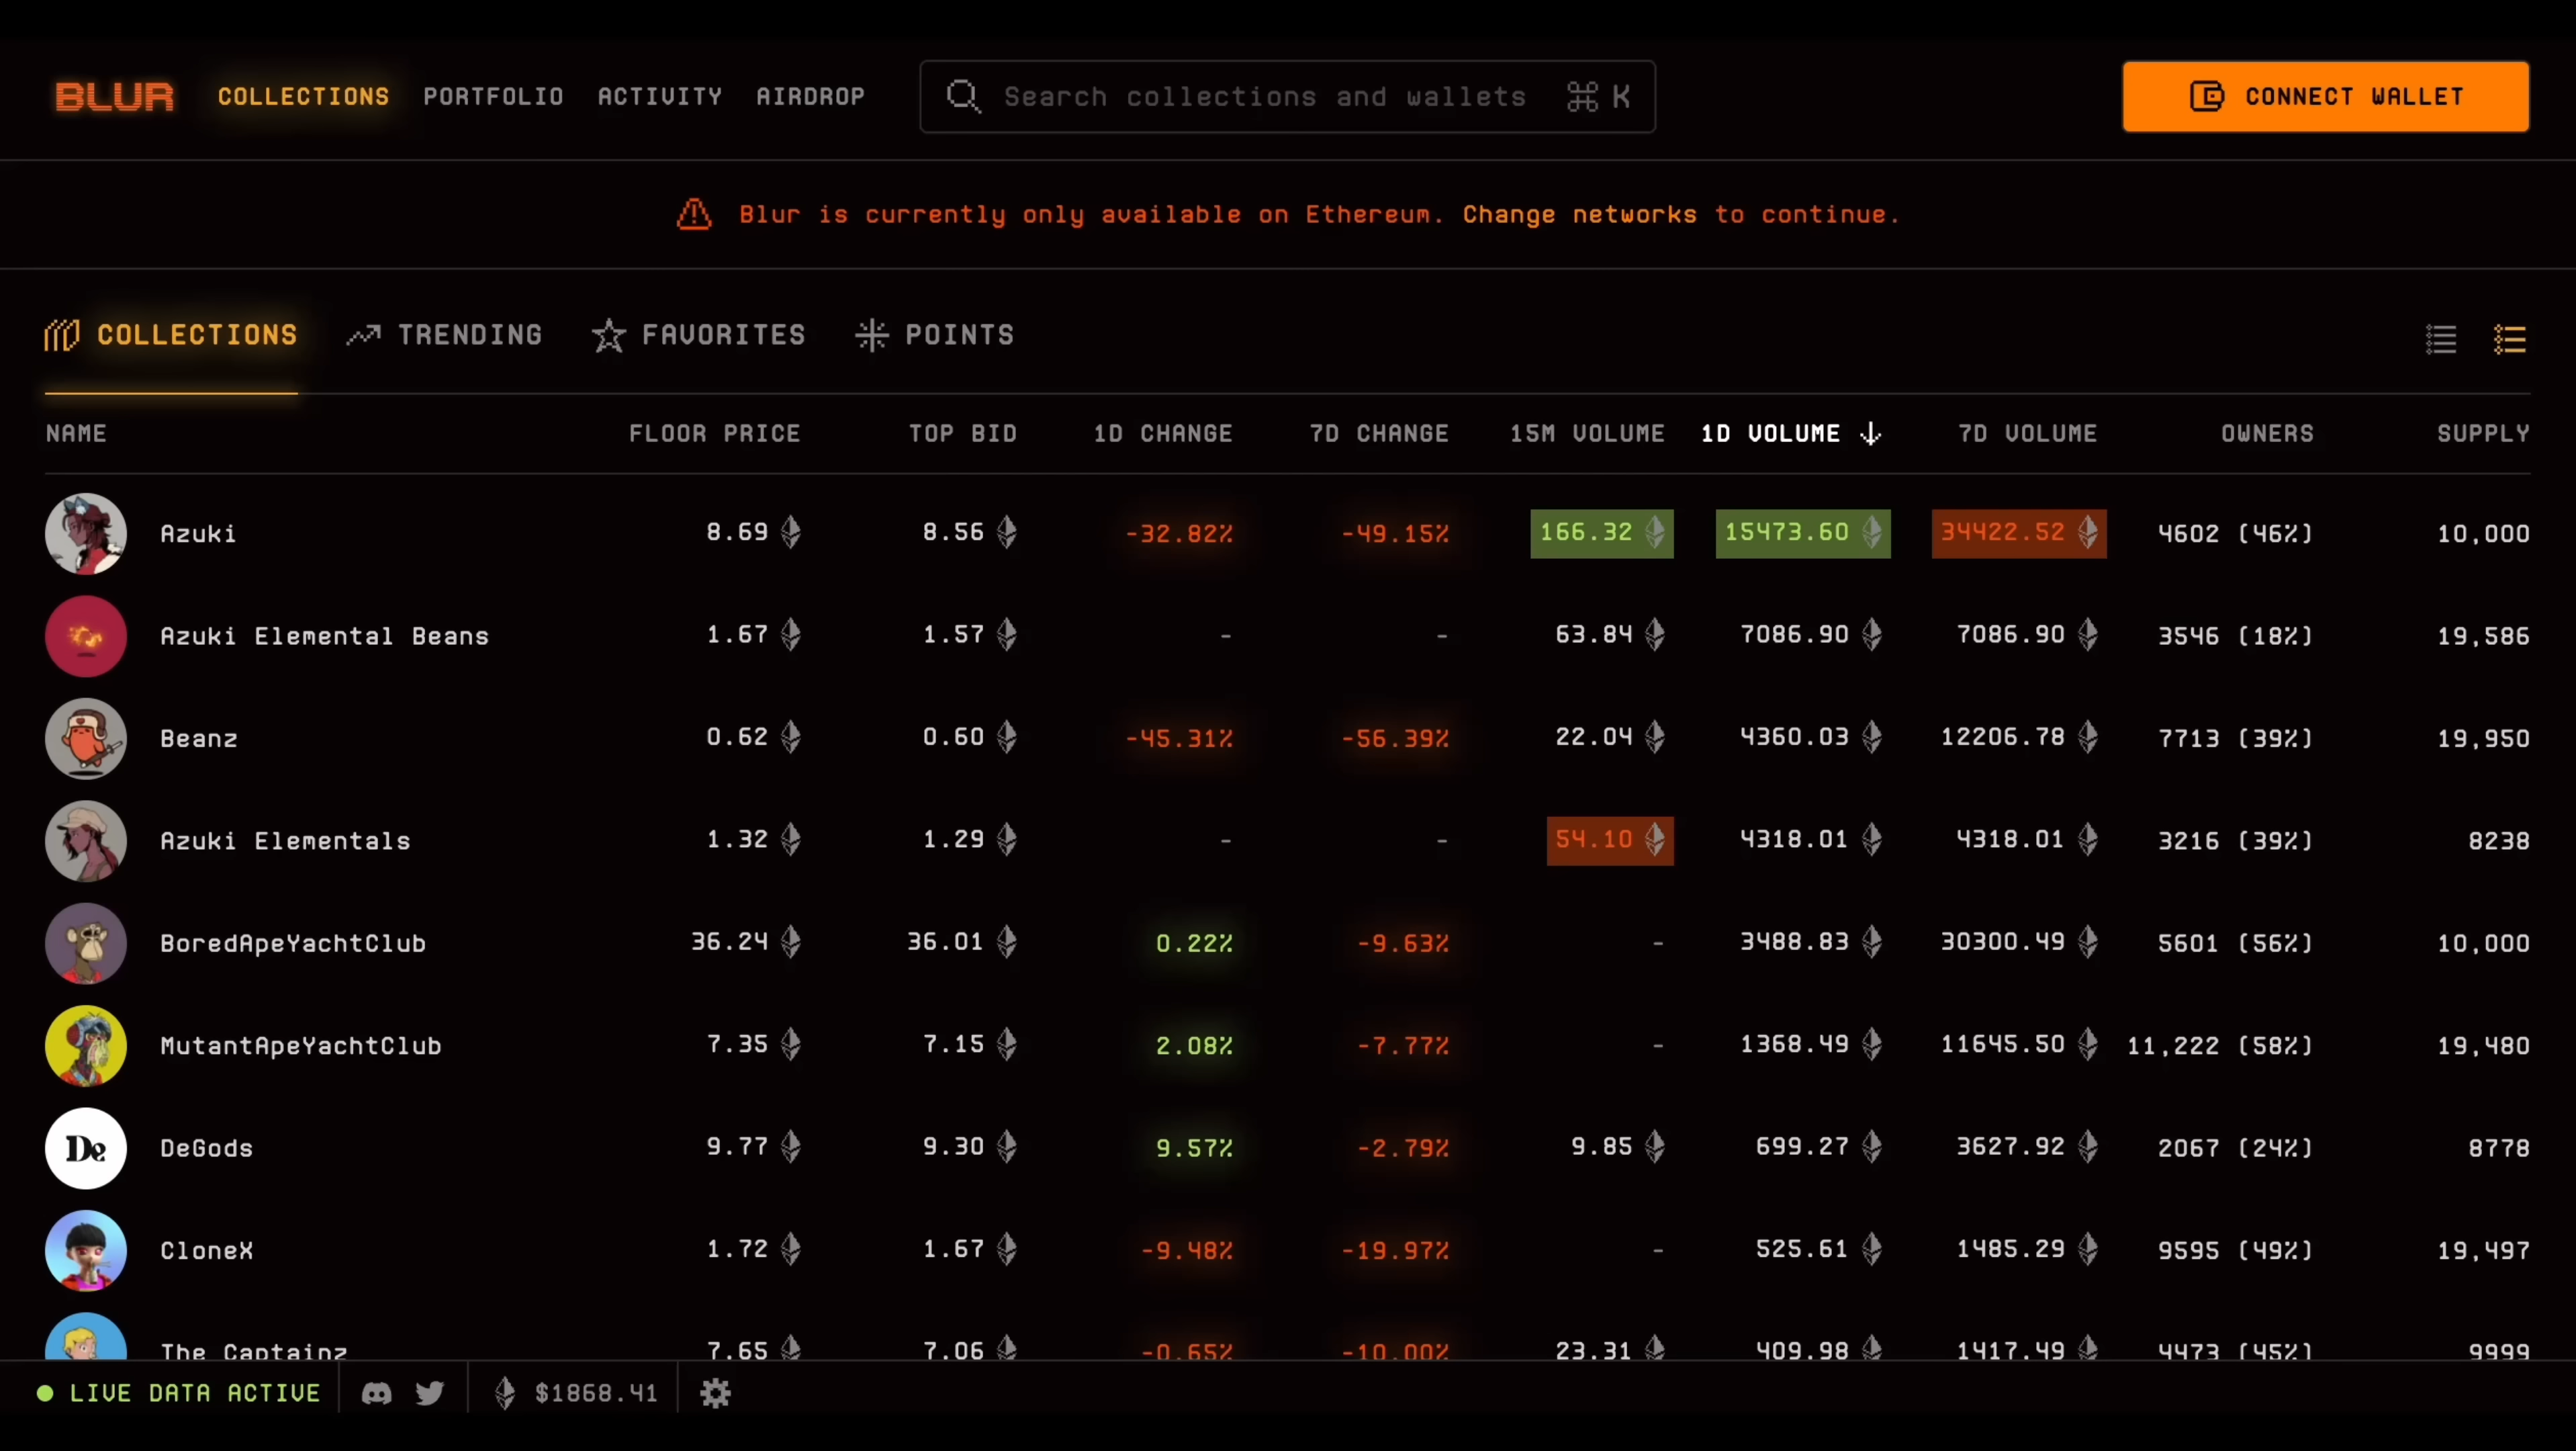 BLUR COLLECTIONS PORTFOLIO ACTIVITY AIRDROP Search collections and wallets ⌘ K CONNECT WALLET
Blur is currently only available on Ethereum. Change networks to continue.
COLLECTIONS TRENDING FAVORITES POINTS
NAME FLOOR PRICE TOP BID 1D CHANGE 7D CHANGE 15M VOLUME 1D VOLUME ↓ 7D VOLUME OWNERS SUPPLY
Azuki 8.69 8.56 -32.82% -49.15% 166.32 15473.60 34422.52 4602 (46%) 10,000
Azuki Elemental Beans 1.67 1.57 - - 63.84 7086.90 7086.90 3546 (18%) 19,586
Beanz 0.62 0.60 -45.31% -56.39% 22.04 4360.03 12206.78 7713 (39%) 19,950
Azuki Elementals 1.32 1.29 - - 54.10 4318.01 4318.01 3216 (39%) 8238
BoredApeYachtClub 36.24 36.01 0.22% -9.63% - 3488.83 30300.49 5601 (56%) 10,000
MutantApeYachtClub 7.35 7.15 2.08% -7.77% - 1368.49 11645.50 11,222 (58%) 19,480
De DeGods 9.77 9.30 9.57% -2.79% 9.85 699.27 3627.92 2067 (24%) 8778
CloneX 1.72 1.67 -9.48% -19.97% - 525.61 1485.29 9595 (49%) 19,497
The Captainz 7.65 7.06 -0.65% -10.00% 23.31 409.98 1417.49 4473 (45%) 9999
LIVE DATA ACTIVE $1868.41